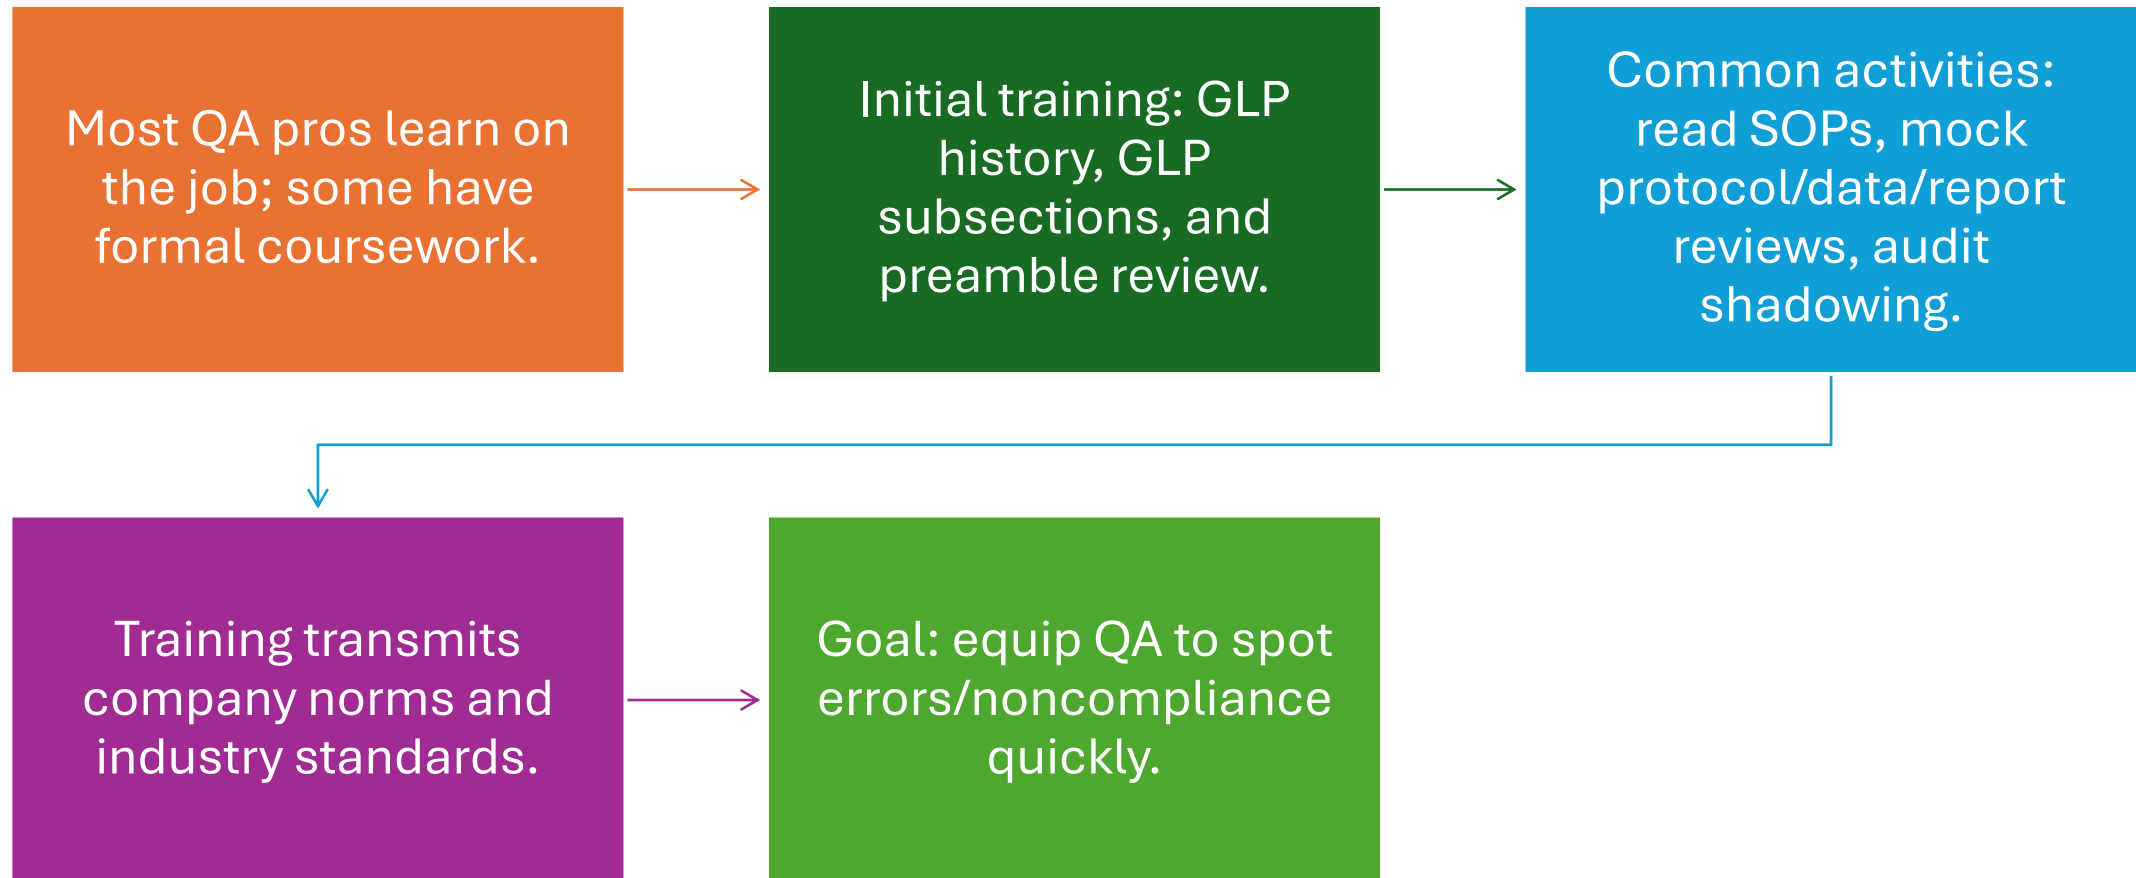 Most QA pros learn on
the job; some have
formal coursework.
Initial training: GLP
history, GLP
subsections, and
preamble review.
Common activities:
read SOPs, mock
protocol/data/report
reviews, audit
shadowing.
Training transmits
company norms and
industry standards.
Goal: equip QA to spot
errors/noncompliance
quickly.